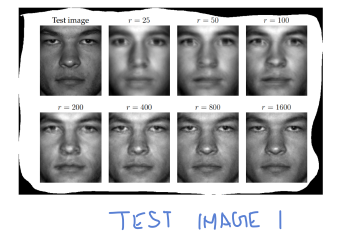 Test image r = 25 r = 50 r = 100
r = 200 r = 400 r = 800 r = 1600
TEST IMAGE 1